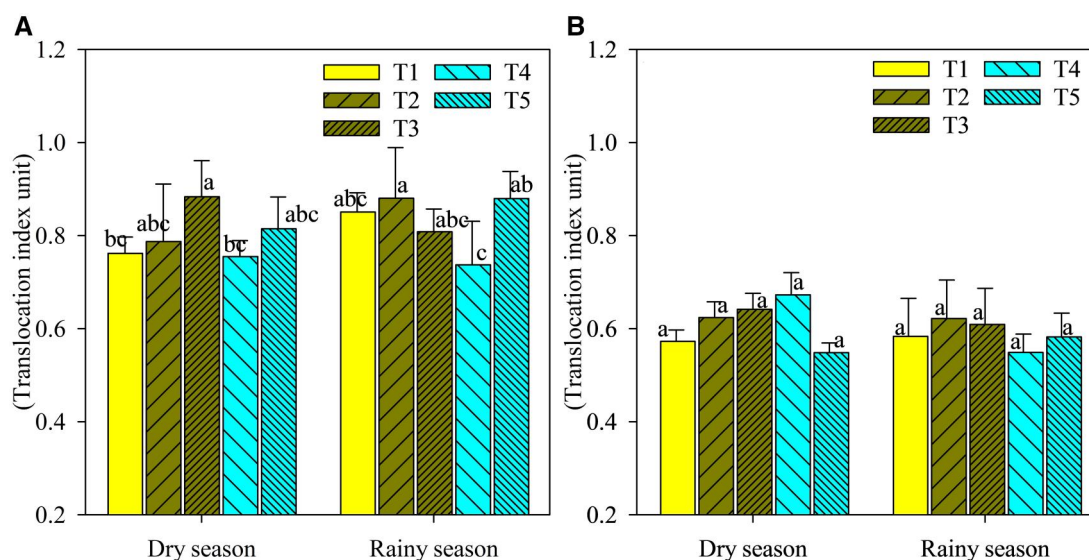 A
(Translocation index unit)
1.2
1.0
0.8
0.6
0.4
0.2
T1 T4
T2 T5
T3
bc abc a bc abc
abc a abc c ab
Dry season Rainy season
B
(Translocation index unit)
1.2
1.0
0.8
0.6
0.4
0.2
T1 T4
T2 T5
T3
a a a a a
a a a a a
Dry season Rainy season